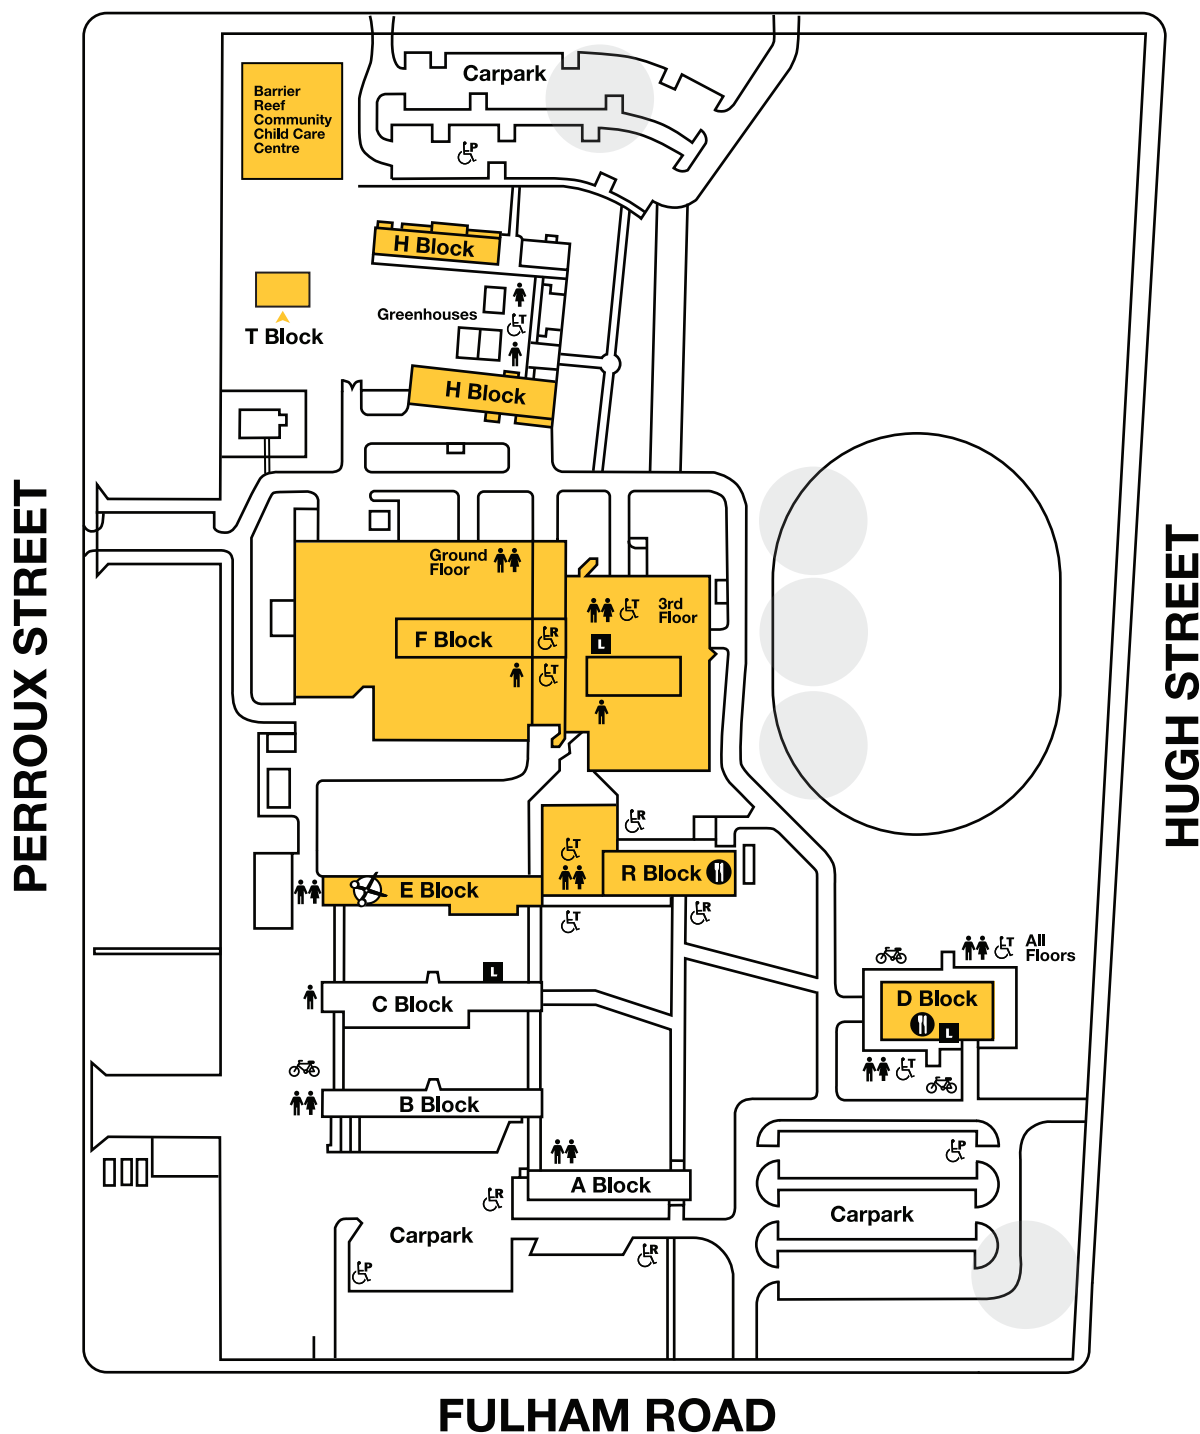 Carpark
Barrier
Reef
Community
Child Care
Centre
P
H Block
Greenhouses
T
T Block
H Block
PERROUX STREET
HUGH STREET
Ground
Floor
T
3rd
Floor
F Block
R
L
T
R
T
R Block
E Block
T
R
L
C Block
T
All
Floors
D Block
L
T
B Block
P
A Block
R
Carpark
Carpark
R
P
FULHAM ROAD